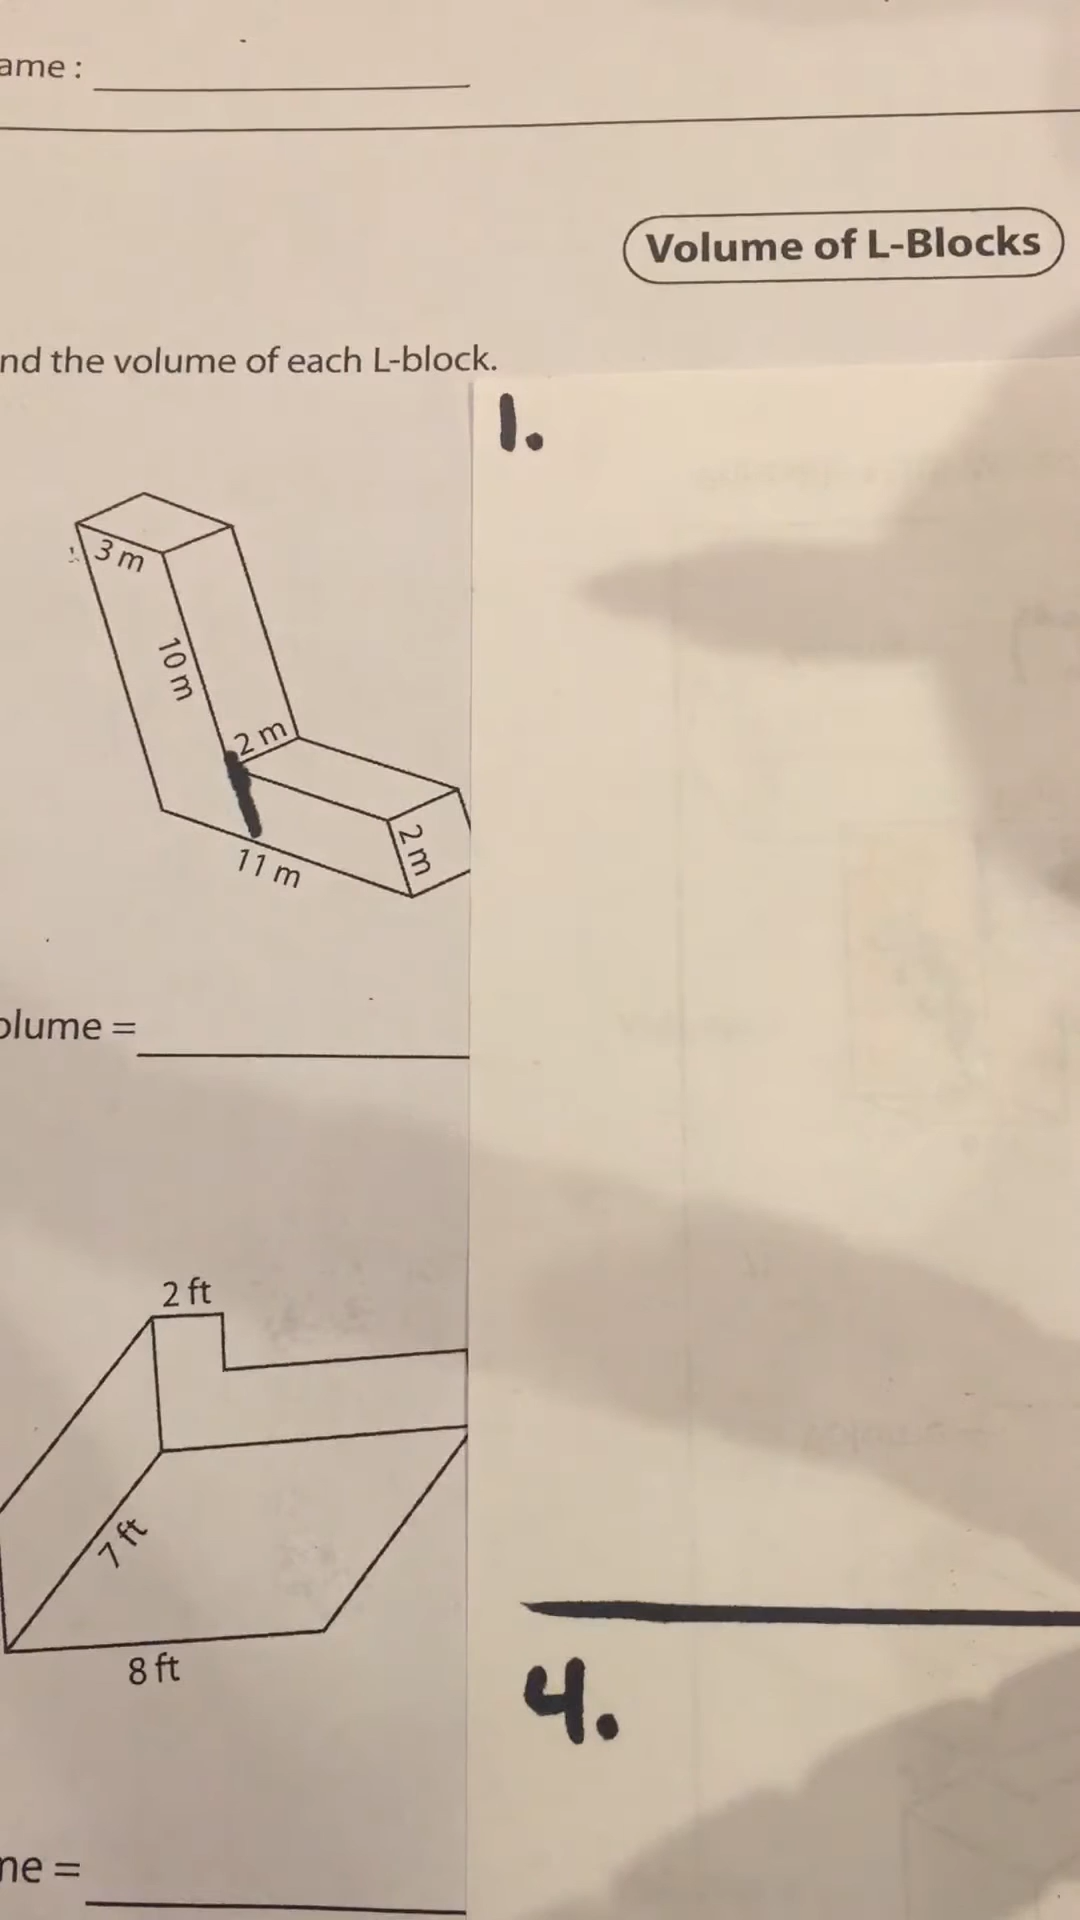 ame :
Volume of L-Blocks
nd the volume of each L-block.
1.
3 m
10 m
2 m
2 m
11 m
olume =
2 ft
7 ft
8 ft
4.
me =